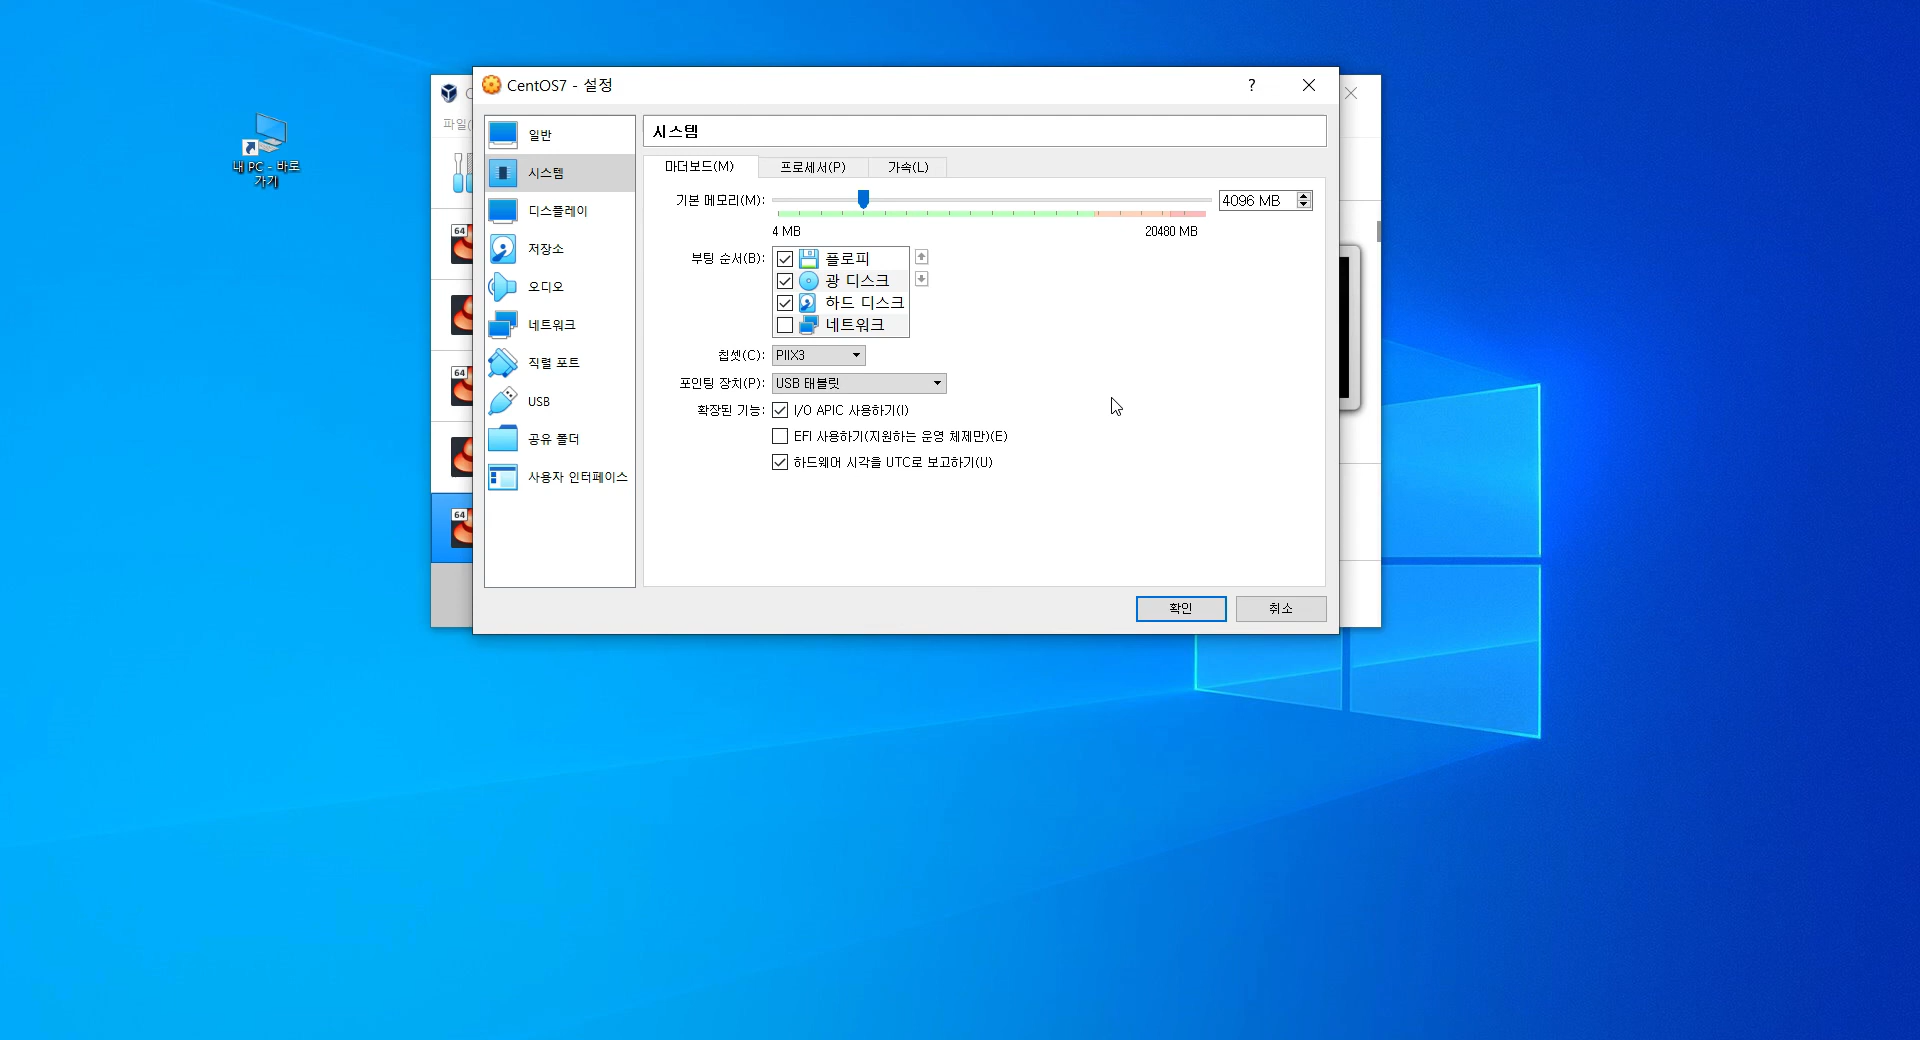 내 PC - 바로
가기
파일(
CentOS7 - 설정
?
일반
시스템
디스플레이
저장소
오디오
네트워크
직렬 포트
USB
공유 폴더
사용자 인터페이스
64
64
64
시스템
마더보드(M)
프로세서(P)
가속(L)
기본 메모리(M):
4096 MB
4 MB
20480 MB
부팅 순서(B):
플로피
광 디스크
하드 디스크
네트워크
칩셋(C):
PIIX3
포인팅 장치(P):
USB 태블릿
확장된 기능:
I/O APIC 사용하기(I)
EFI 사용하기(지원하는 운영 체제만)(E)
하드웨어 시각을 UTC로 보고하기(U)
확인
취소